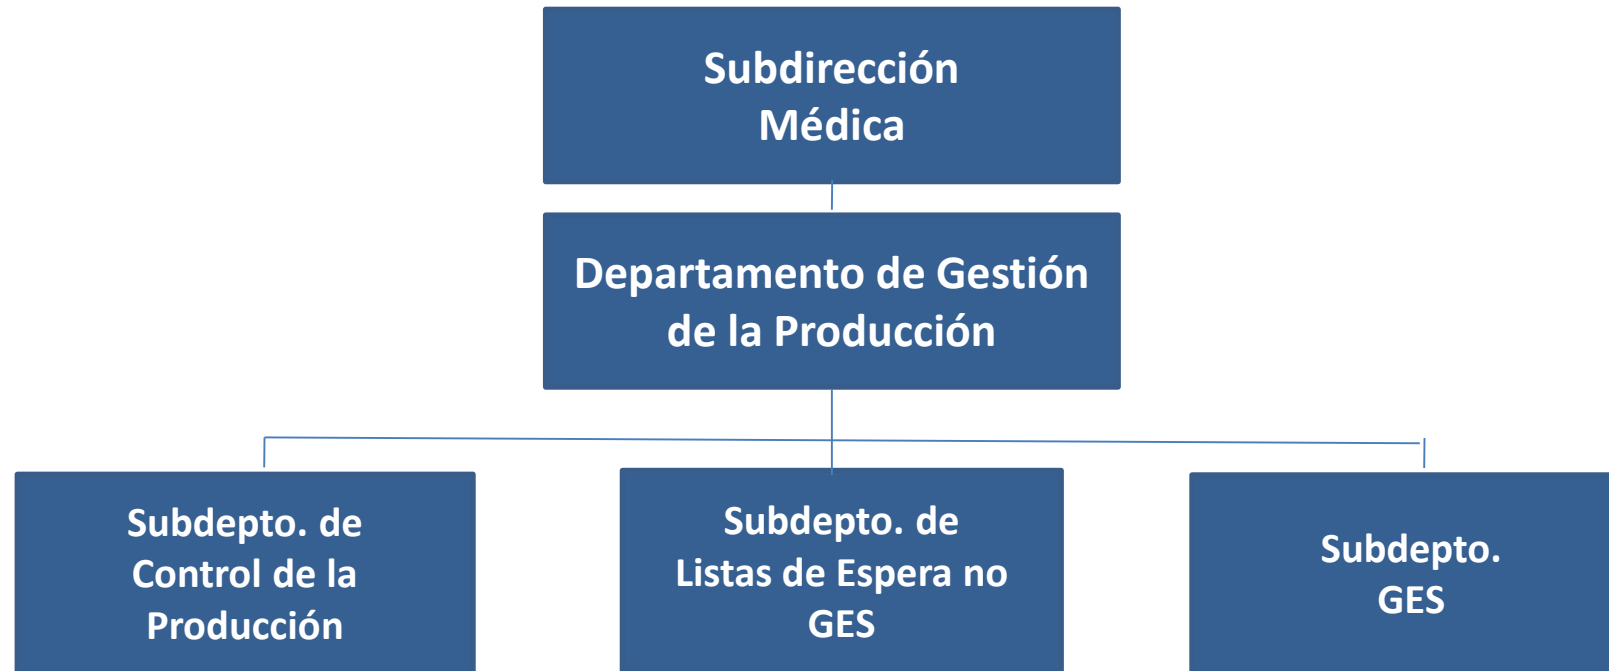 Subdirección
Médica
Departamento de Gestión
de la Producción
Subdepto. de
Control de la
Producción
Subdepto. de
Listas de Espera no
GES
Subdepto.
GES